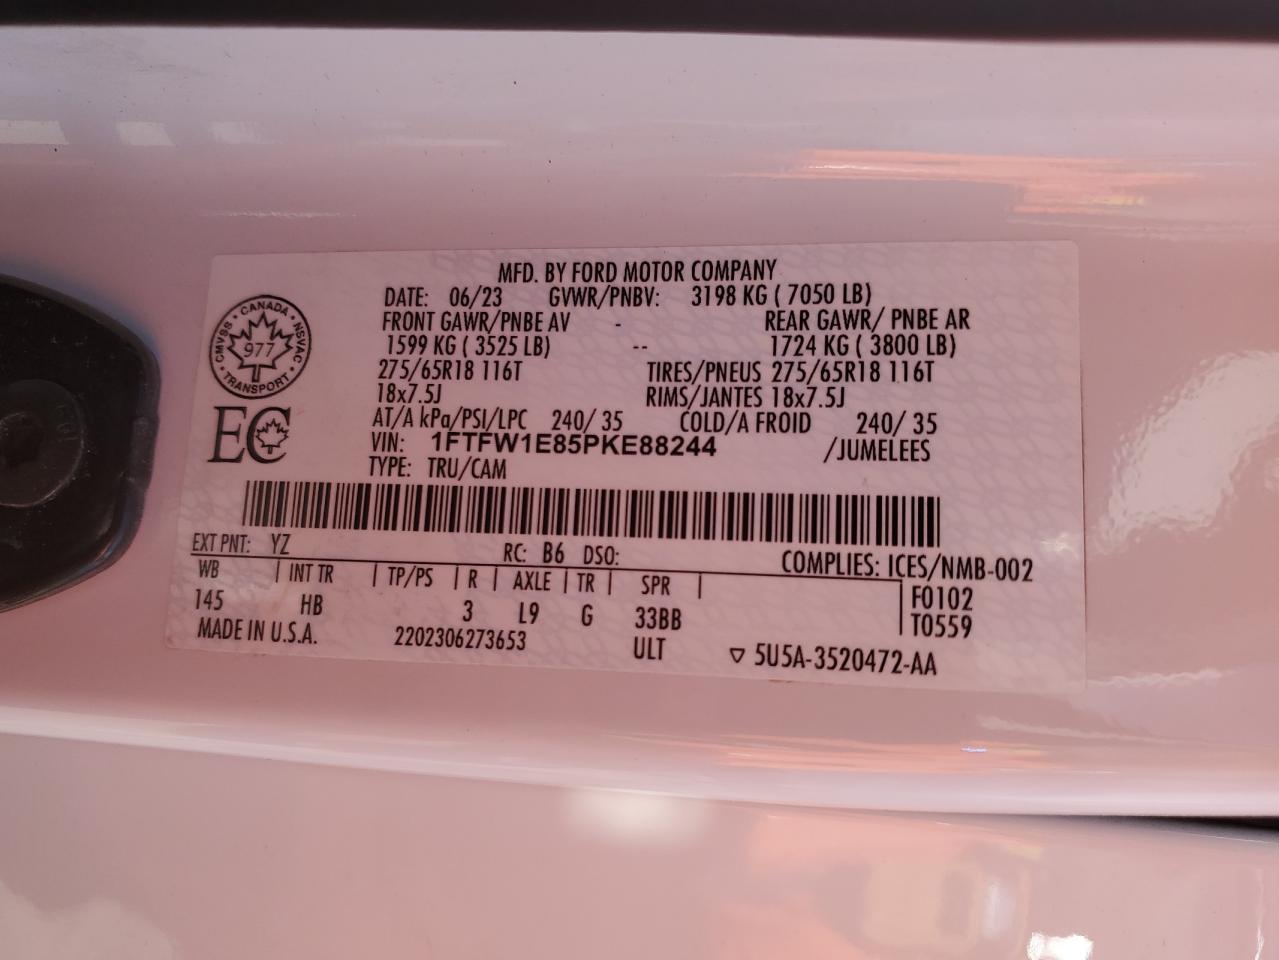 MFD. BY FORD MOTOR COMPANY
DATE: 06/23 GVWR/PNBV: 3198 KG ( 7050 LB)
FRONT GAWR/PNBE AV - REAR GAWR/ PNBE AR
1599 KG ( 3525 LB) -- 1724 KG ( 3800 LB)
275/65R18 116T TIRES/PNEUS 275/65R18 116T
18x7.5J RIMS/JANTES 18x7.5J
AT/A kPa/PSI/LPC 240/ 35 COLD/A FROID 240/ 35
VIN: 1FTFW1E85PKE88244 /JUMELEES
TYPE: TRU/CAM
CANADA
CMVSS NSVAC
977
TRANSPORT
EC
EXT PNT: YZ RC: B6 DSO: COMPLIES: ICES/NMB-002
WB | INT TR | TP/PS | R | AXLE | TR | SPR | F0102
145 HB 3 L9 G 33BB T0559
MADE IN U.S.A. 2202306273653 ULT ▽ 5U5A-3520472-AA